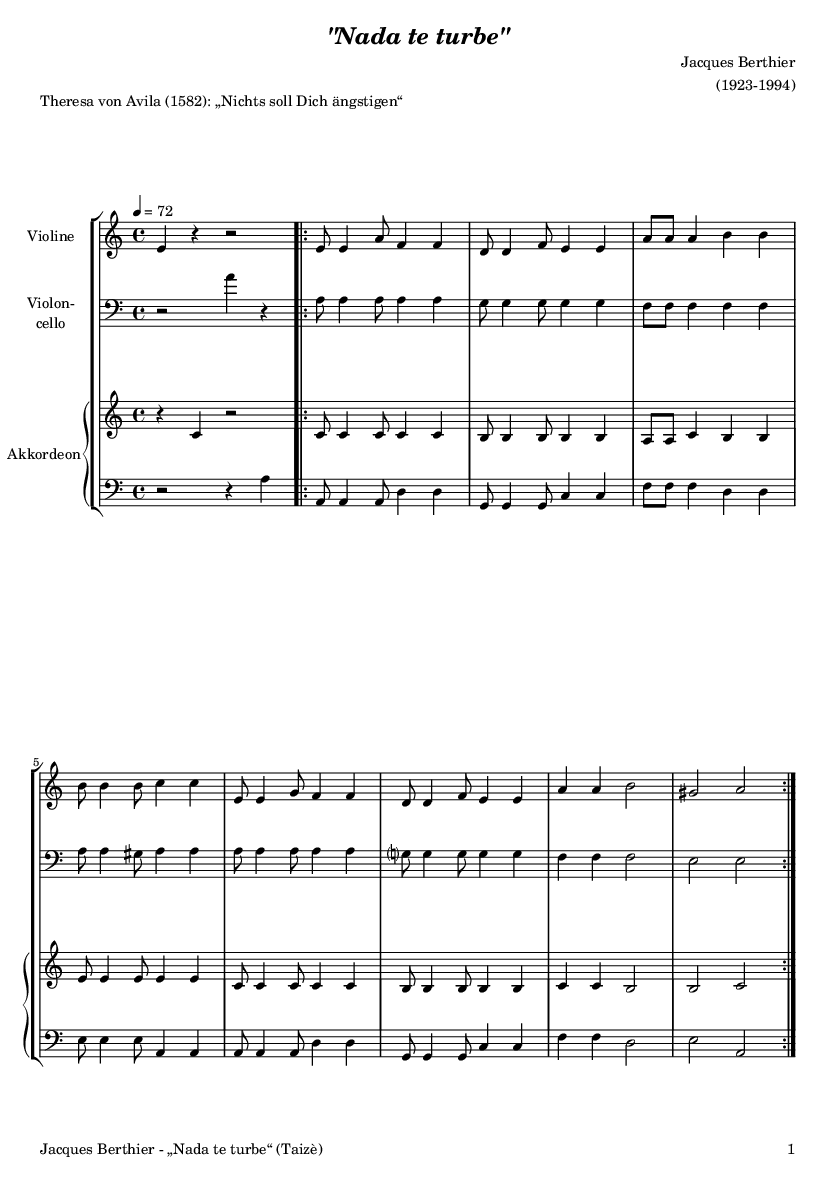 "Nada te turbe"
Jacques Berthier
(1923-1994)
Theresa von Avila (1582): „Nichts soll Dich ängstigen“
= 72
Violine
Violon-
cello
Akkordeon
5
Jacques Berthier - „Nada te turbe“ (Taizè)
1